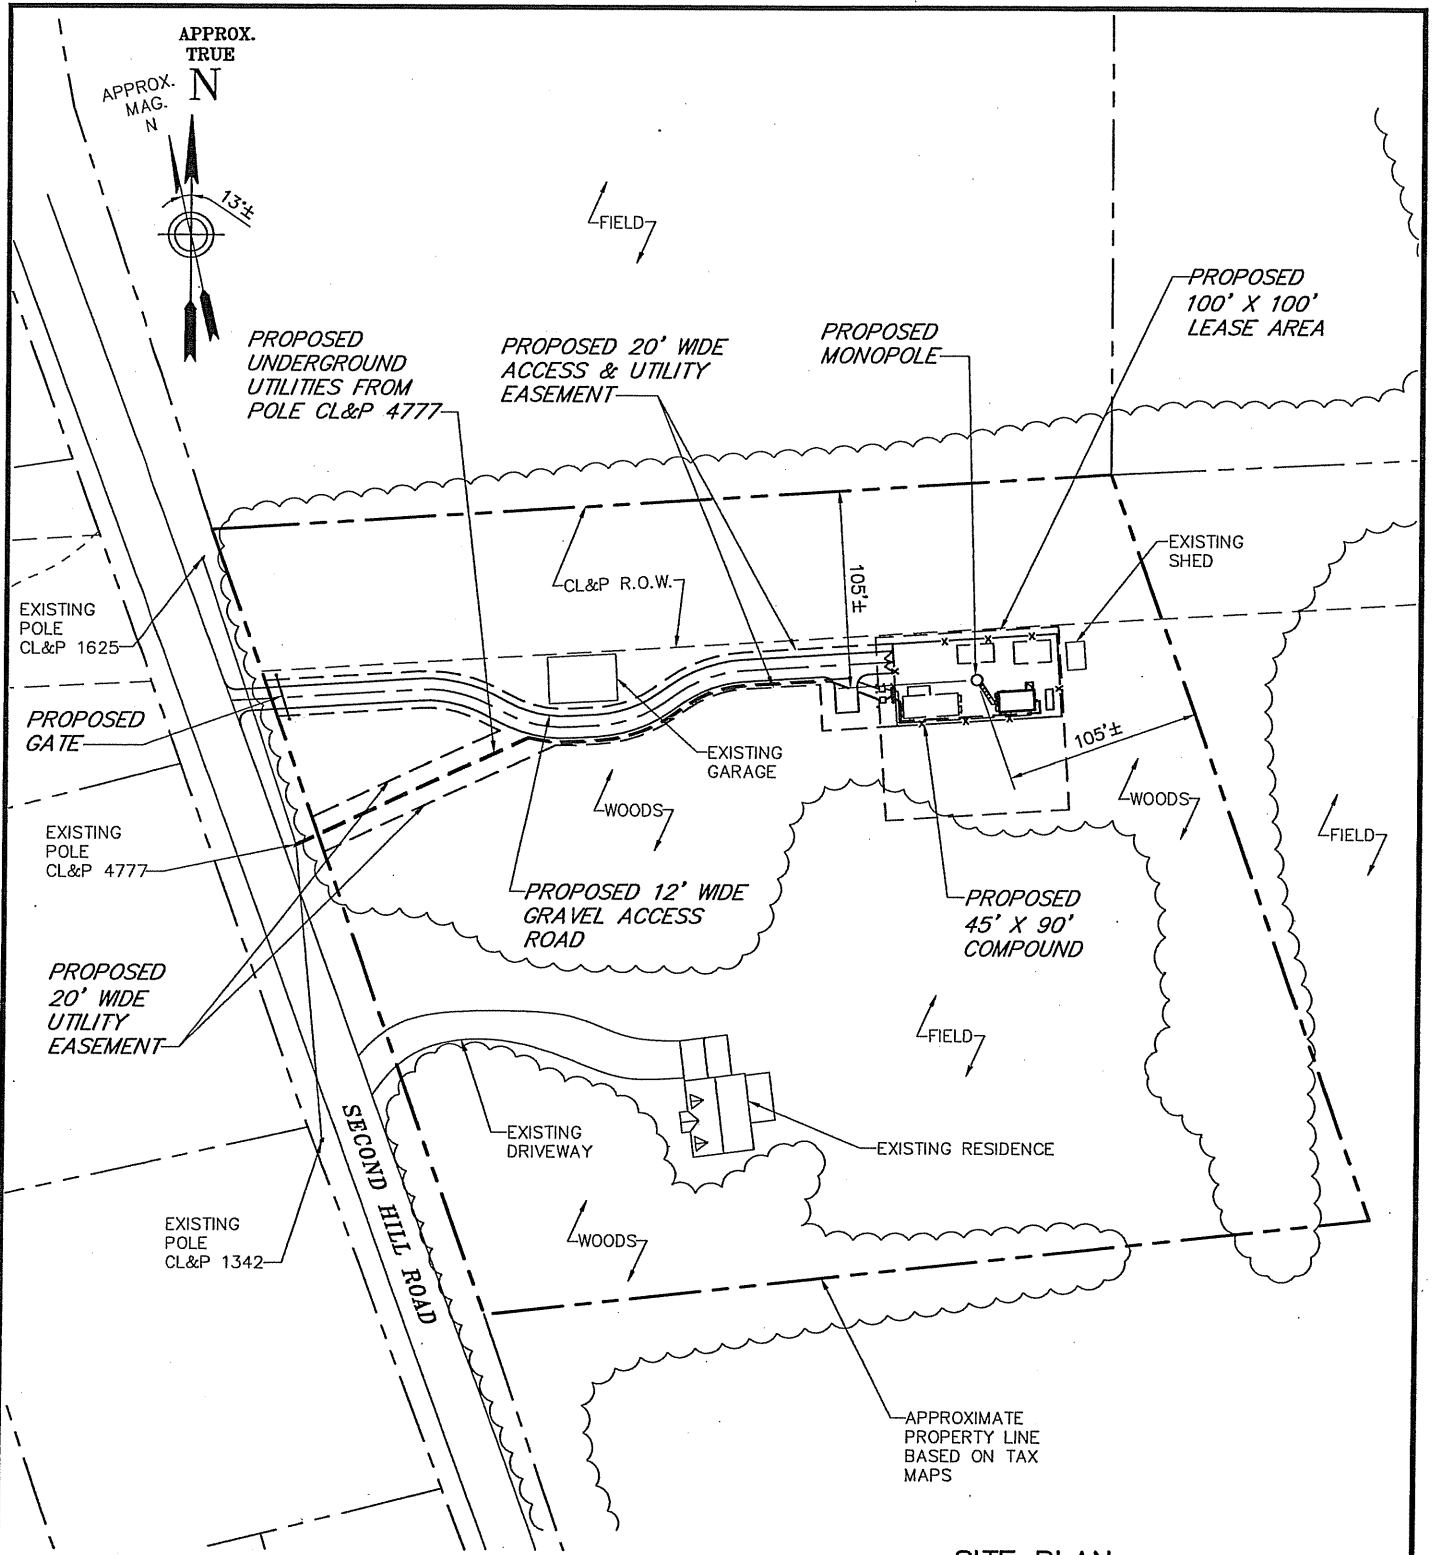 APPROX.
TRUE
N
APPROX.
MAG.
N
13°±
FIELD
PROPOSED
UNDERGROUND
UTILITIES FROM
POLE CL&P 4777
PROPOSED 20' WIDE
ACCESS & UTILITY
EASEMENT
PROPOSED
MONOPOLE
PROPOSED
100' X 100'
LEASE AREA
EXISTING
SHED
CL&P R.O.W.
105'±
EXISTING
POLE
CL&P 1625
PROPOSED
GATE
EXISTING
GARAGE
105'±
WOODS
WOODS
FIELD
EXISTING
POLE
CL&P 4777
PROPOSED 12' WIDE
GRAVEL ACCESS
ROAD
PROPOSED
45' X 90'
COMPOUND
PROPOSED
20' WIDE
UTILITY
EASEMENT
FIELD
SECOND HILL ROAD
EXISTING
DRIVEWAY
EXISTING RESIDENCE
EXISTING
POLE
CL&P 1342
WOODS
APPROXIMATE
PROPERTY LINE
BASED ON TAX
MAPS
SITE PLAN